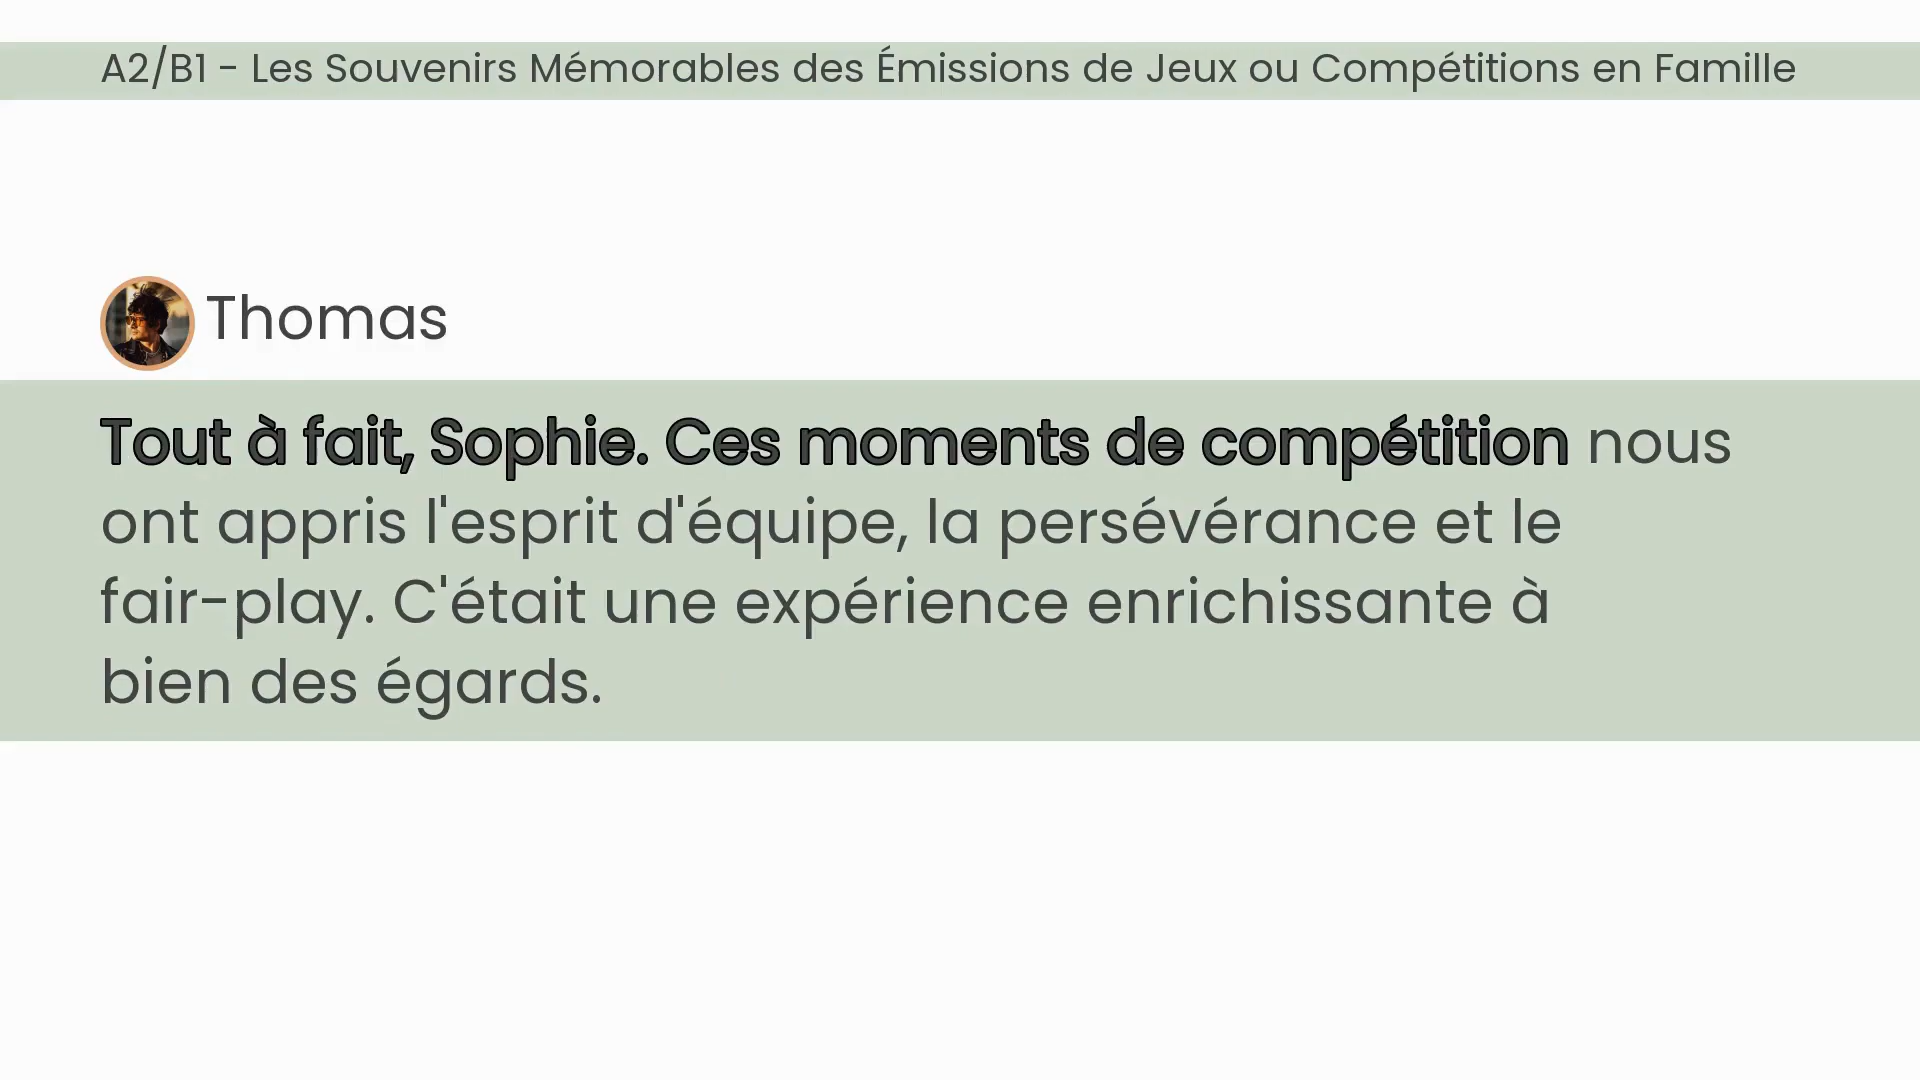 A2/B1 - Les Souvenirs Mémorables des Émissions de Jeux ou Compétitions en Famille
Thomas
Tout à fait, Sophie. Ces moments de compétition nous
ont appris l'esprit d'équipe, la persévérance et le
fair-play. C'était une expérience enrichissante à
bien des égards.